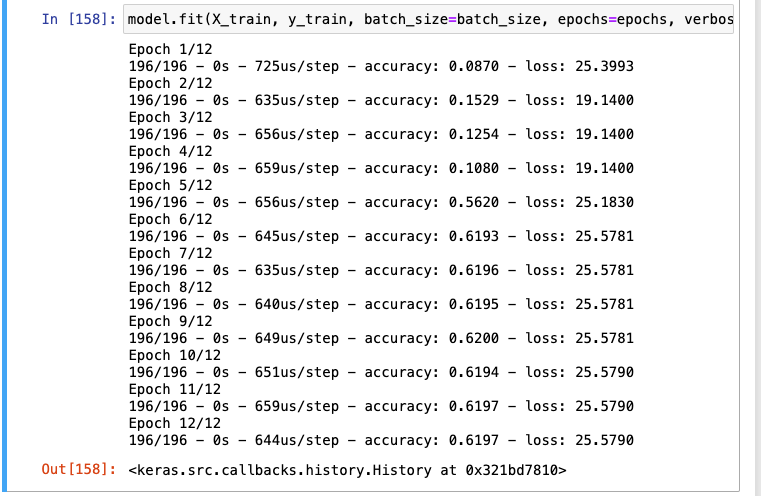 In [158]: model.fit(X_train, y_train, batch_size=batch_size, epochs=epochs, verbos
Epoch 1/12
196/196 – 0s – 725us/step – accuracy: 0.0870 – loss: 25.3993
Epoch 2/12
196/196 – 0s – 635us/step – accuracy: 0.1529 – loss: 19.1400
Epoch 3/12
196/196 – 0s – 656us/step – accuracy: 0.1254 – loss: 19.1400
Epoch 4/12
196/196 – 0s – 659us/step – accuracy: 0.1080 – loss: 19.1400
Epoch 5/12
196/196 – 0s – 656us/step – accuracy: 0.5620 – loss: 25.1830
Epoch 6/12
196/196 – 0s – 645us/step – accuracy: 0.6193 – loss: 25.5781
Epoch 7/12
196/196 – 0s – 635us/step – accuracy: 0.6196 – loss: 25.5781
Epoch 8/12
196/196 – 0s – 640us/step – accuracy: 0.6195 – loss: 25.5781
Epoch 9/12
196/196 – 0s – 649us/step – accuracy: 0.6200 – loss: 25.5781
Epoch 10/12
196/196 – 0s – 651us/step – accuracy: 0.6194 – loss: 25.5790
Epoch 11/12
196/196 – 0s – 659us/step – accuracy: 0.6197 – loss: 25.5790
Epoch 12/12
196/196 – 0s – 644us/step – accuracy: 0.6197 – loss: 25.5790
Out[158]: <keras.src.callbacks.history.History at 0x321bd7810>